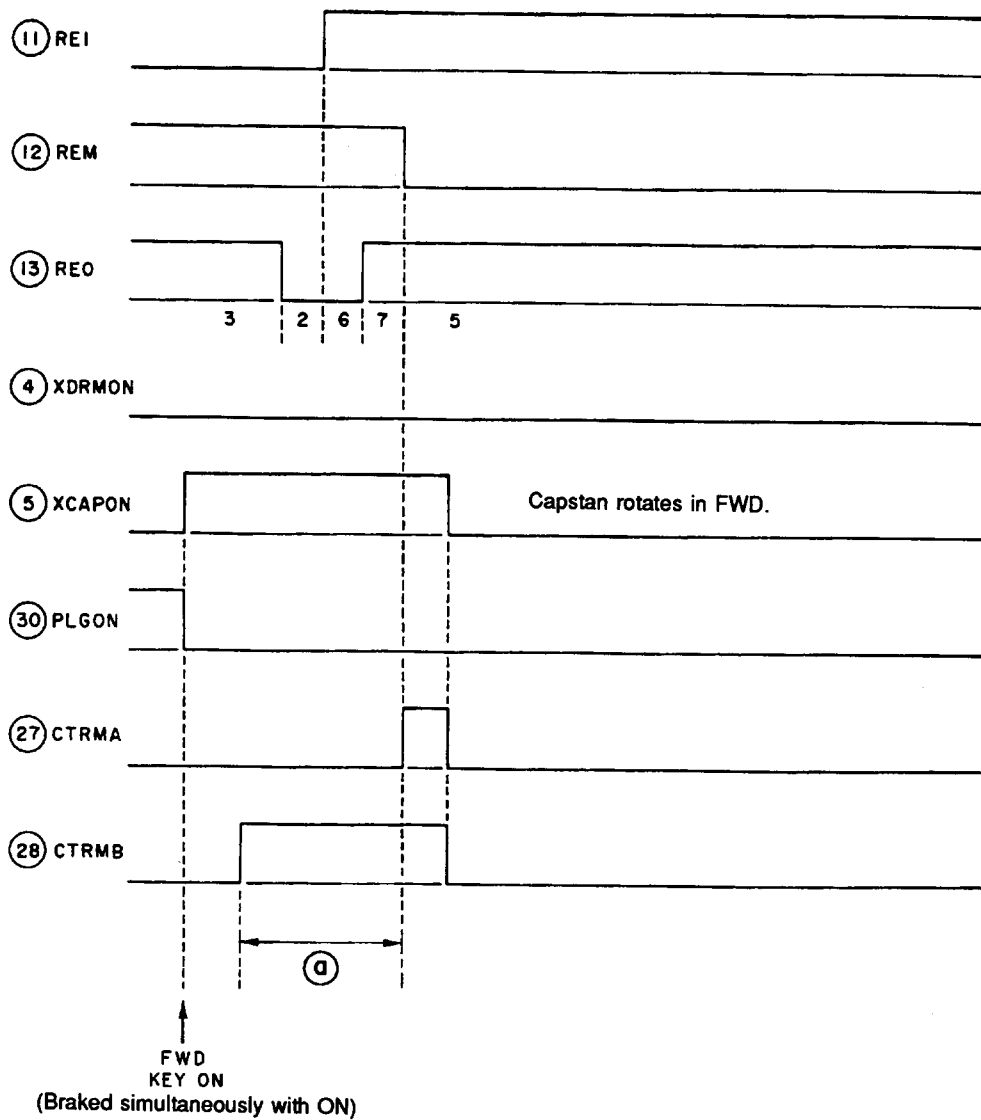 11 REI
12 REM
13 REO
3 2 6 7 5
4 XDRMON
5 XCAPON Capstan rotates in FWD.
30 PLGON
27 CTRMA
28 CTRMB
a
FWD
KEY ON
(Braked simultaneously with ON)